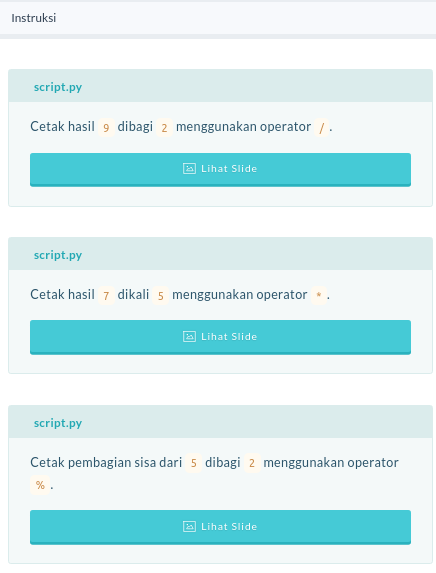 Instruksi
script.py
Cetak hasil 9 dibagi 2 menggunakan operator / .
Lihat Slide
script.py
Cetak hasil 7 dikali 5 menggunakan operator * .
Lihat Slide
script.py
Cetak pembagian sisa dari 5 dibagi 2 menggunakan operator
% .
Lihat Slide